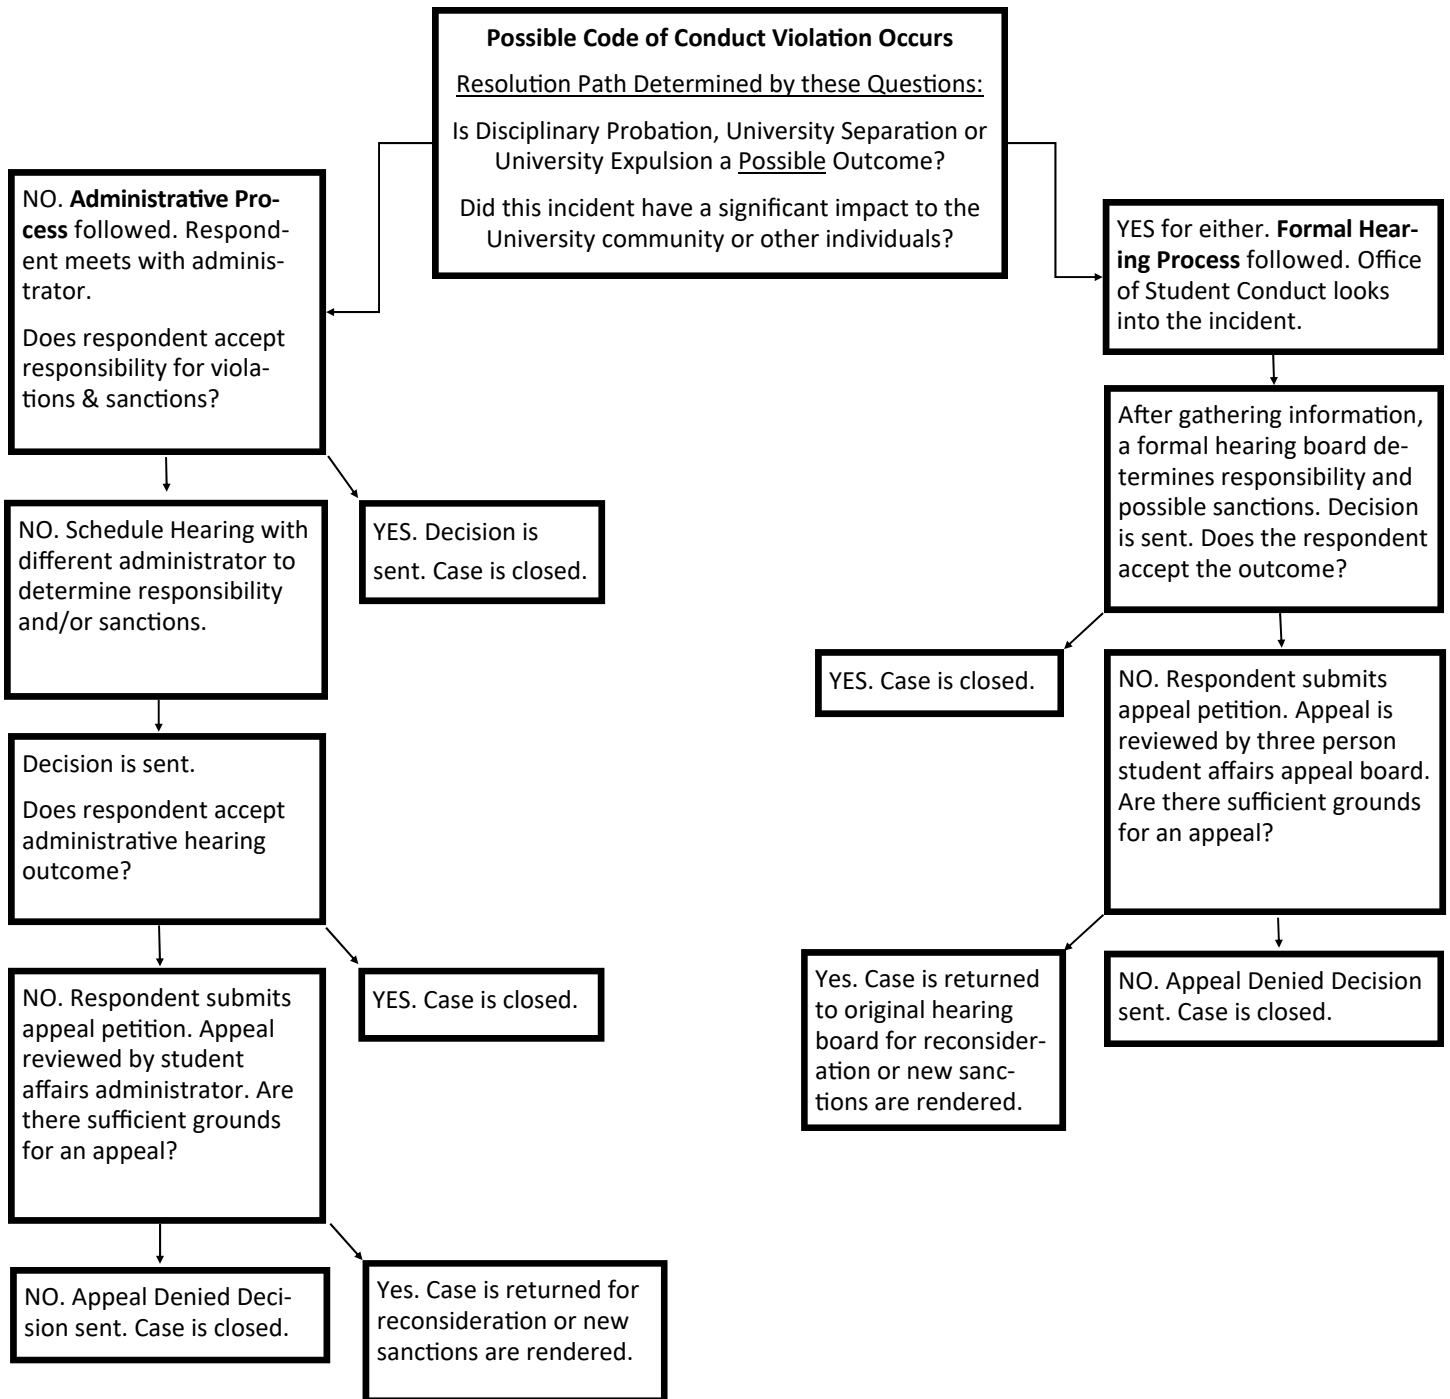 Possible Code of Conduct Violation Occurs
Resolution Path Determined by these Questions:
Is Disciplinary Probation, University Separation or
University Expulsion a Possible Outcome?
Did this incident have a significant impact to the
University community or other individuals?
NO. Administrative Pro-
cess followed. Respond-
ent meets with adminis-
trator.
Does respondent accept
responsibility for viola-
tions & sanctions?
NO. Schedule Hearing with
different administrator to
determine responsibility
and/or sanctions.
YES. Decision is
sent. Case is closed.
Decision is sent.
Does respondent accept
administrative hearing
outcome?
NO. Respondent submits
appeal petition. Appeal
reviewed by student
affairs administrator. Are
there sufficient grounds
for an appeal?
YES. Case is closed.
NO. Appeal Denied Deci-
sion sent. Case is closed.
Yes. Case is returned for
reconsideration or new
sanctions are rendered.
YES for either. Formal Hear-
ing Process followed. Office
of Student Conduct looks
into the incident.
After gathering information,
a formal hearing board de-
termines responsibility and
possible sanctions. Decision
is sent. Does the respondent
accept the outcome?
YES. Case is closed.
NO. Respondent submits
appeal petition. Appeal is
reviewed by three person
student affairs appeal board.
Are there sufficient grounds
for an appeal?
Yes. Case is returned
to original hearing
board for reconsider-
ation or new sanc-
tions are rendered.
NO. Appeal Denied Decision
sent. Case is closed.